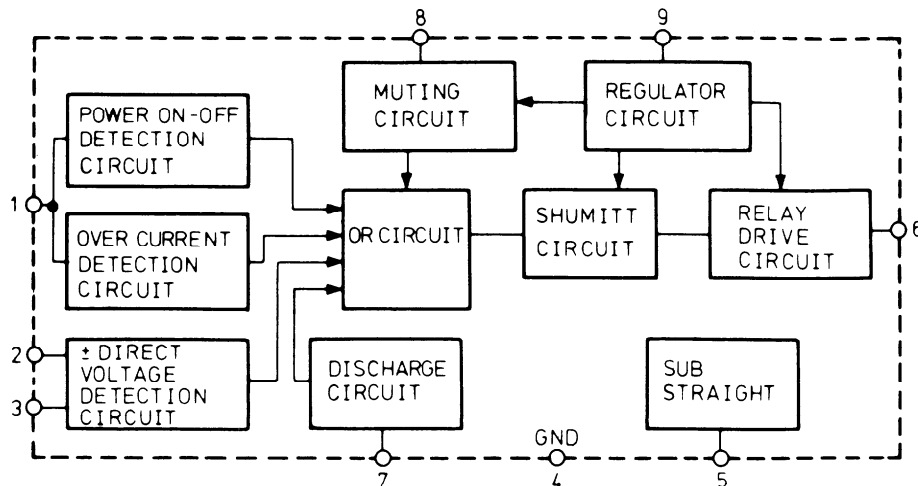 8
9
POWER ON-OFF
DETECTION
CIRCUIT
MUTING
CIRCUIT
REGULATOR
CIRCUIT
1
OVER CURRENT
DETECTION
CIRCUIT
OR CIRCUIT
SHUMITT
CIRCUIT
RELAY
DRIVE
CIRCUIT
6
2
3
± DIRECT
VOLTAGE
DETECTION
CIRCUIT
DISCHARGE
CIRCUIT
SUB
STRAIGHT
GND
7
4
5